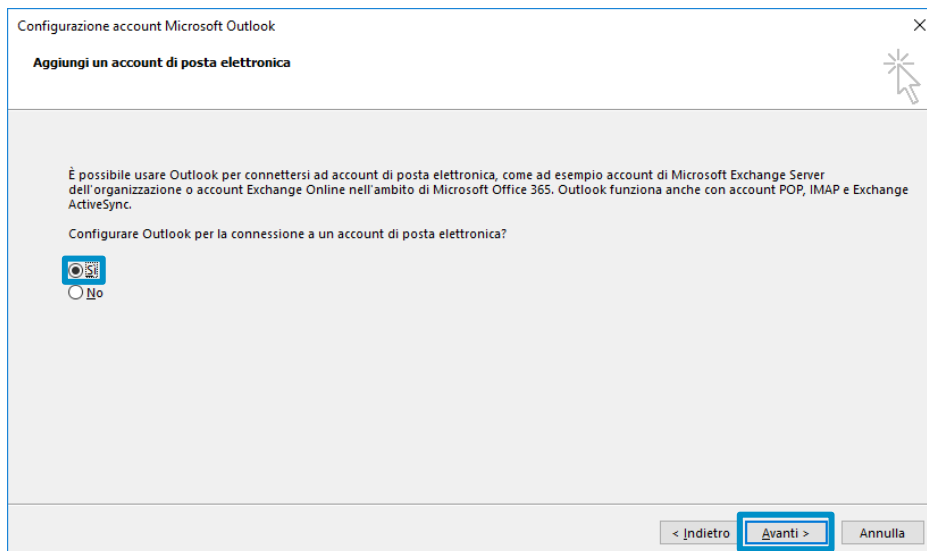 Configurazione account Microsoft Outlook
Aggiungi un account di posta elettronica
È possibile usare Outlook per connettersi ad account di posta elettronica, come ad esempio account di Microsoft Exchange Server
dell'organizzazione o account Exchange Online nell'ambito di Microsoft Office 365. Outlook funziona anche con account POP, IMAP e Exchange
ActiveSync.
Configurare Outlook per la connessione a un account di posta elettronica?
Sì
No
< Indietro Avanti > Annulla